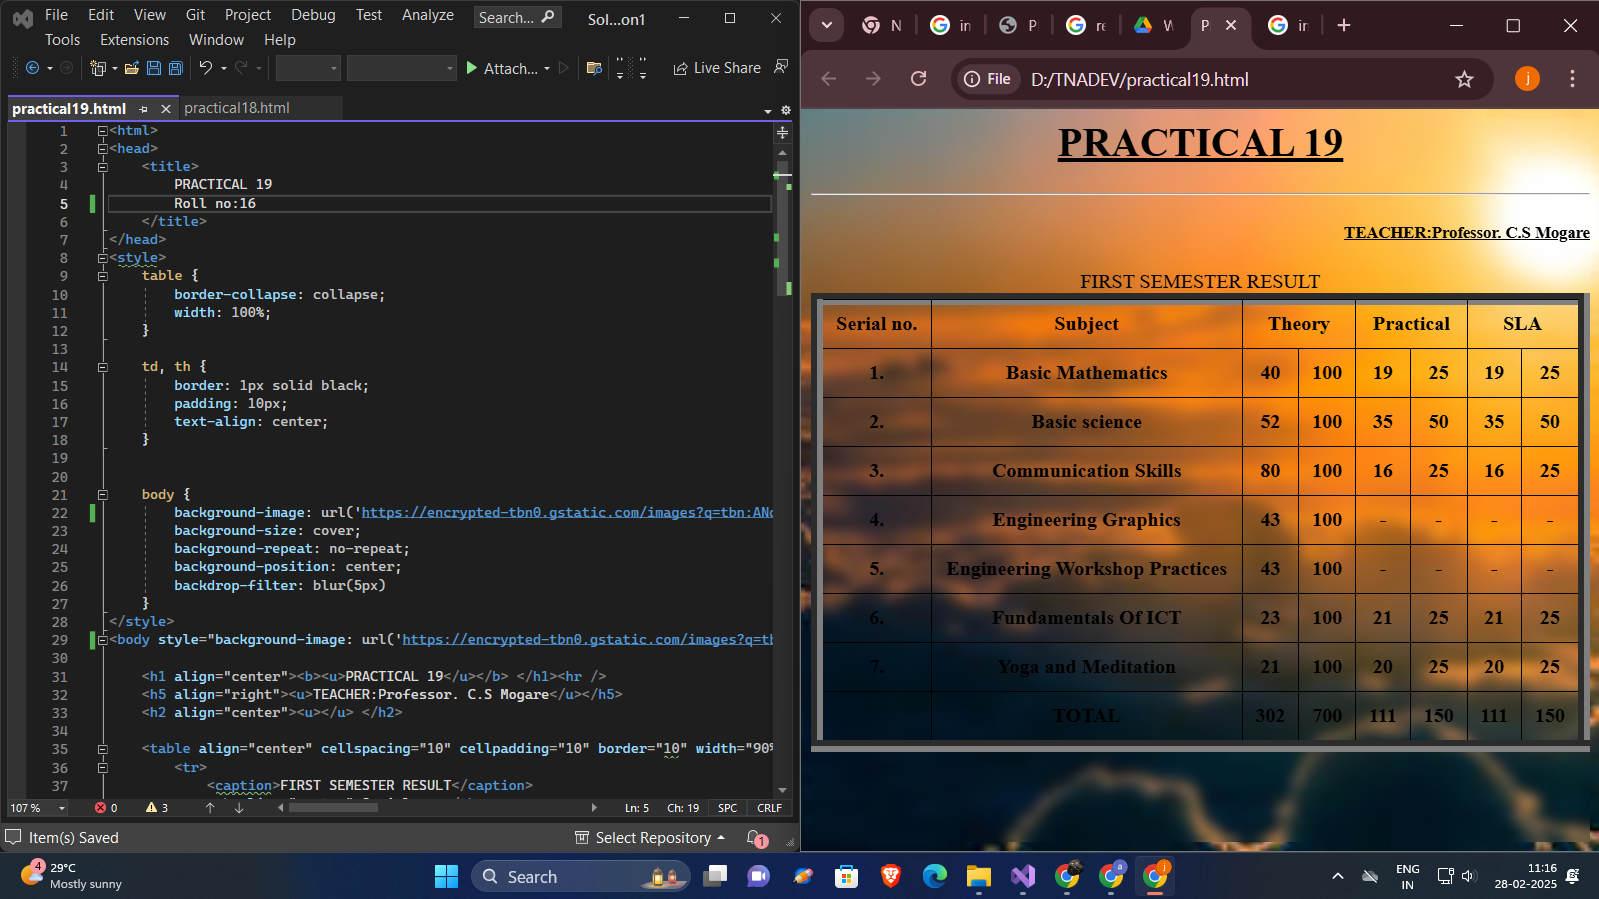 File Edit View Git Project Debug Test Analyze Search... Sol...on1
Tools Extensions Window Help
Attach... Live Share
practical19.html practical18.html
1 <html>
2 <head>
3 <title>
4 PRACTICAL 19
5 Roll no:16
6 </title>
7 </head>
8 <style>
9 table {
10 border-collapse: collapse;
11 width: 100%;
12 }
13
14 td, th {
15 border: 1px solid black;
16 padding: 10px;
17 text-align: center;
18 }
19
20
21 body {
22 background-image: url('https://encrypted-tbn0.gstatic.com/images?q=tbn:ANc
23 background-size: cover;
24 background-repeat: no-repeat;
25 background-position: center;
26 backdrop-filter: blur(5px)
27 }
28 </style>
29 <body style="background-image: url('https://encrypted-tbn0.gstatic.com/images?q=tb
30
31 <h1 align="center"><b><u>PRACTICAL 19</u></b> </h1><hr />
32 <h5 align="right"><u>TEACHER:Professor. C.S Mogare</u></h5>
33 <h2 align="center"><u></u> </h2>
34
35 <table align="center" cellspacing="10" cellpadding="10" border="10" width="90%
36 <tr>
37 <caption>FIRST SEMESTER RESULT</caption>
107 % 0 3 Ln: 5 Ch: 19 SPC CRLF
Item(s) Saved Select Repository 1
N in P re W P in
File D:/TNADEV/practical19.html j
PRACTICAL 19
TEACHER:Professor. C.S Mogare
FIRST SEMESTER RESULT
Serial no. Subject Theory Practical SLA
1. Basic Mathematics 40 100 19 25 19 25
2. Basic science 52 100 35 50 35 50
3. Communication Skills 80 100 16 25 16 25
4. Engineering Graphics 43 100 - - - -
5. Engineering Workshop Practices 43 100 - - - -
6. Fundamentals Of ICT 23 100 21 25 21 25
7. Yoga and Meditation 21 100 20 25 20 25
TOTAL 302 700 111 150 111 150
4 29°C
Mostly sunny
Search
a j
ENG
IN
11:16
28-02-2025